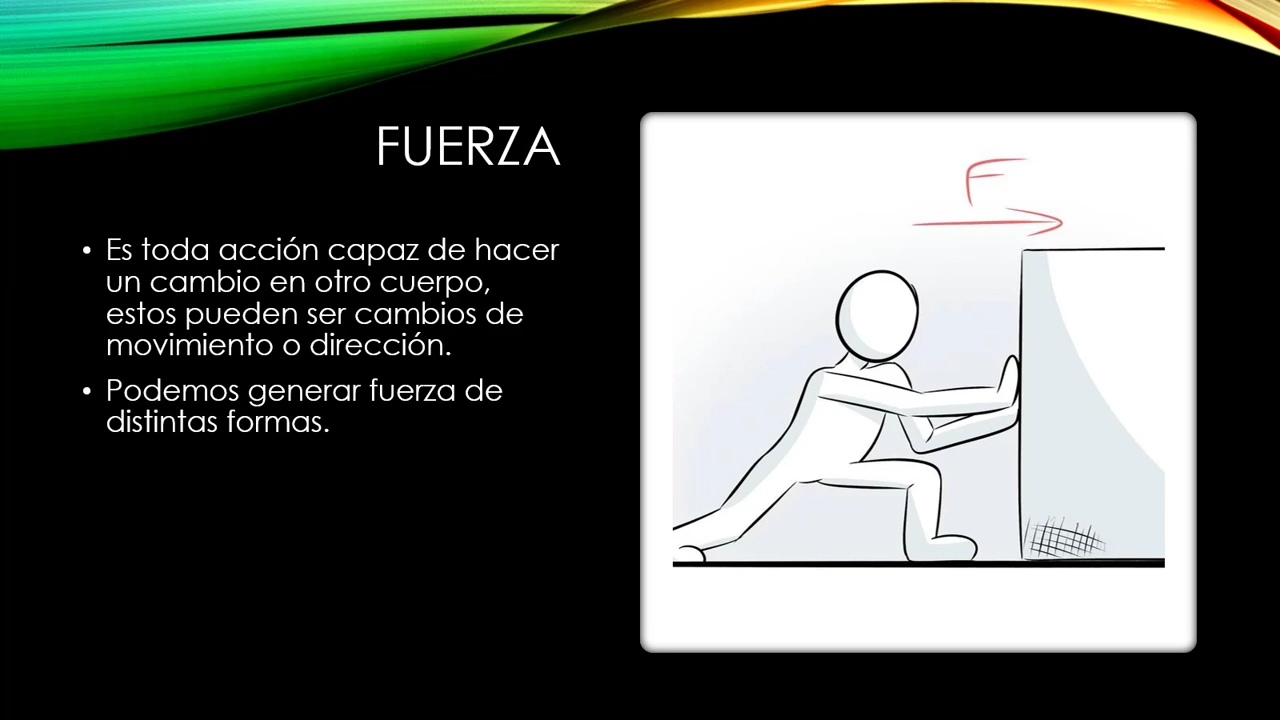 FUERZA
• Es toda acción capaz de hacer
un cambio en otro cuerpo,
estos pueden ser cambios de
movimiento o dirección.
• Podemos generar fuerza de
distintas formas.
F